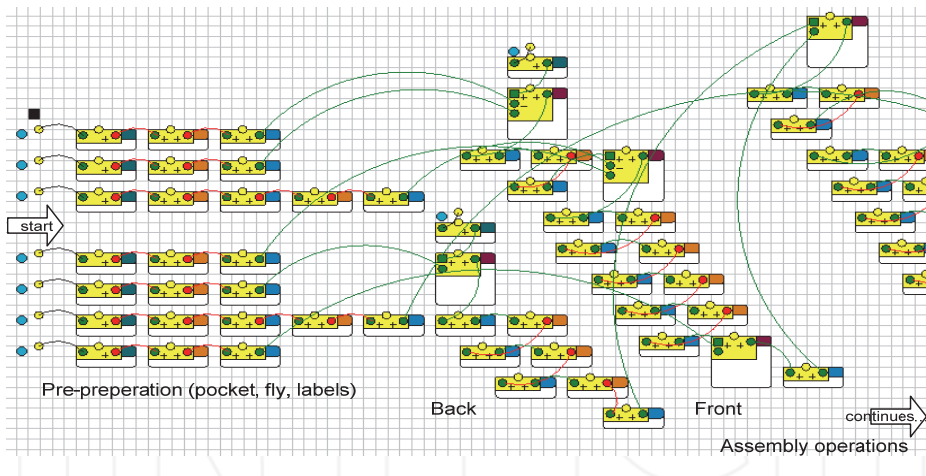 start
Pre-preperation (pocket, fly, labels)
Back
Front
continues..
Assembly operations